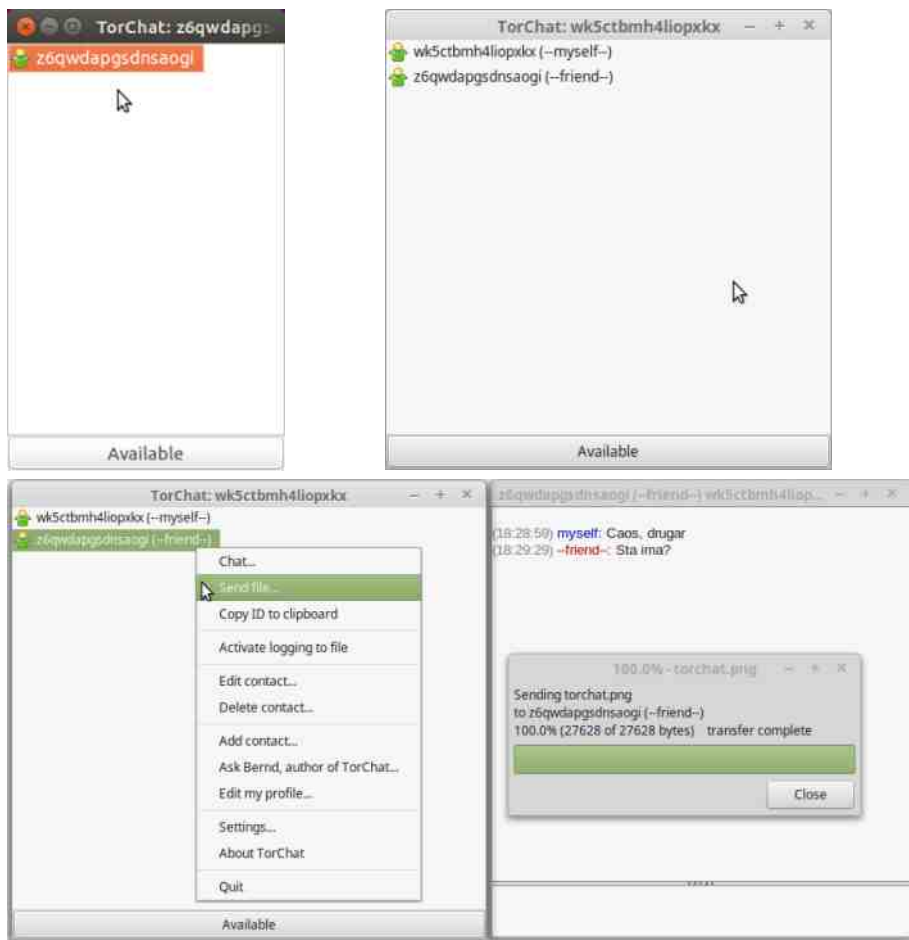 TorChat: z6qwdapg
z6qwdapgsdnsaogi
Available
TorChat: wk5ctbmh4liopxkx
wk5ctbmh4liopxkx (--myself--)
z6qwdapgsdnsaogi (--friend--)
Available
TorChat: wk5ctbmh4liopxkx
wk5ctbmh4liopxkx (--myself--)
z6qwdapgsdnsaogi (--friend--)
Chat...
Send file...
Copy ID to clipboard
Activate logging to file
Edit contact...
Delete contact...
Add contact...
Ask Bernd, author of TorChat...
Edit my profile...
Settings...
About TorChat
Quit
Available
z6qwdapgsdnsaogi (--friend--) wk5ctbmh4liop...
(18:28:59) myself: Caos, drugar
(18:29:29) --friend--: Sta ima?
100.0% - torchat.png
Sending torchat.png
to z6qwdapgsdnsaogi (--friend--)
100.0% (27628 of 27628 bytes) transfer complete
Close